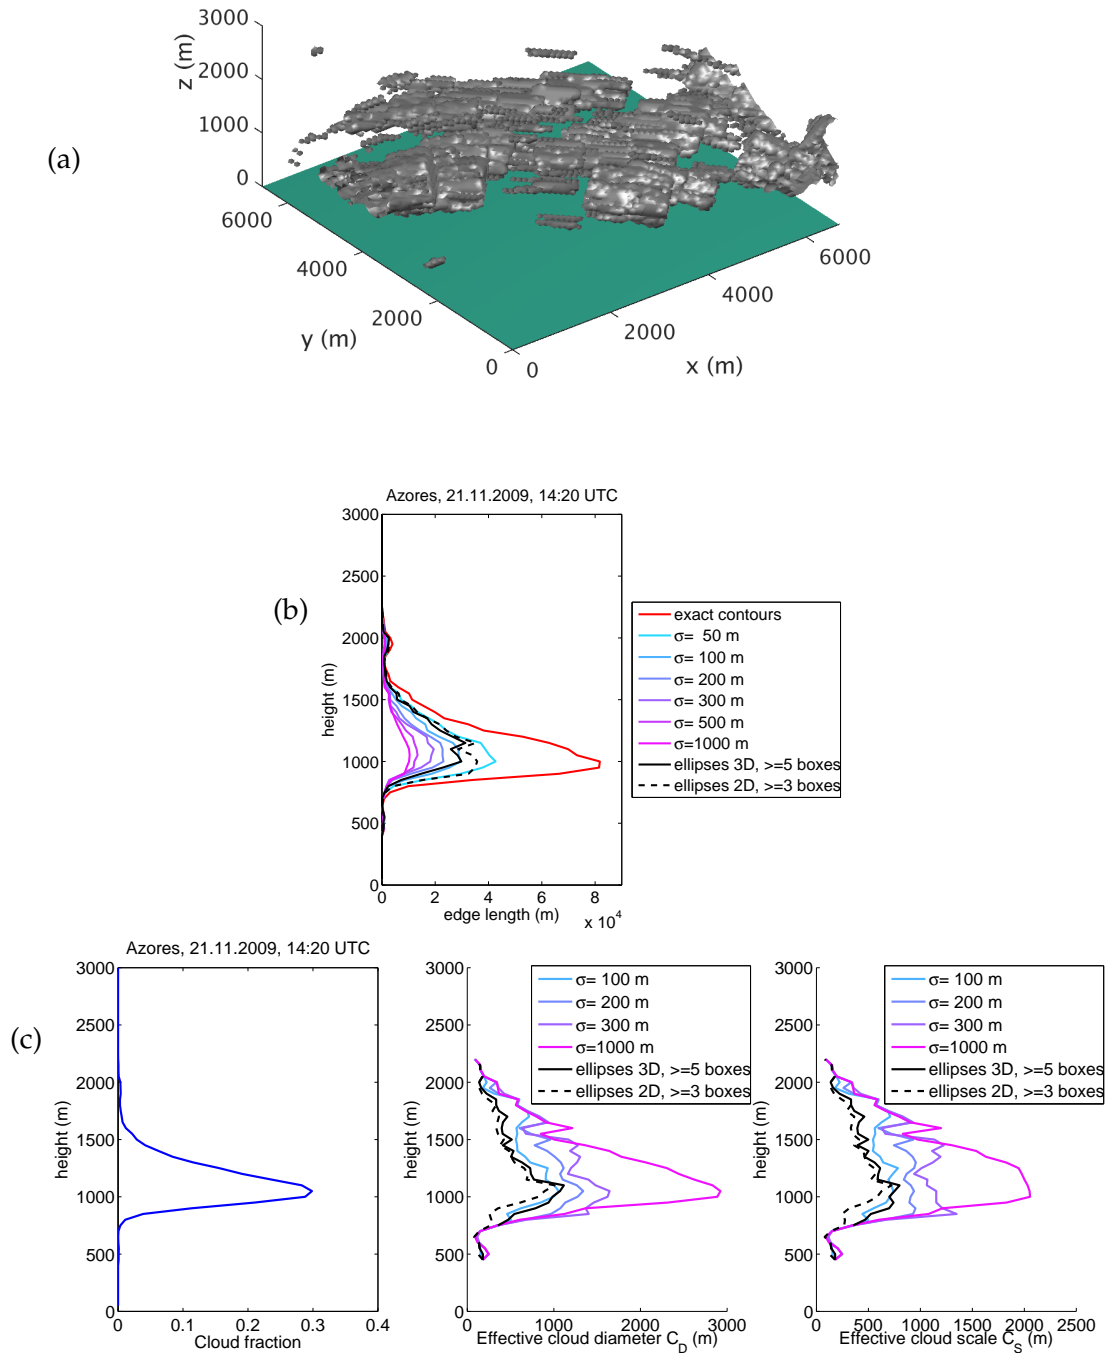 (a)
z (m)
3000
2000
1000
0
6000
4000
2000
0
y (m)
0
2000
4000
6000
x (m)
(b)
Azores, 21.11.2009, 14:20 UTC
height (m)
3000
2500
2000
1500
1000
500
0
0 2 4 6 8
x 10^4
edge length (m)
exact contours
σ= 50 m
σ= 100 m
σ= 200 m
σ= 300 m
σ= 500 m
σ=1000 m
ellipses 3D, >=5 boxes
ellipses 2D, >=3 boxes
(c)
Azores, 21.11.2009, 14:20 UTC
height (m)
3000
2500
2000
1500
1000
500
0
0 0.1 0.2 0.3 0.4
Cloud fraction
height (m)
3000
2500
2000
1500
1000
500
0
0 1000 2000 3000
Effective cloud diameter C_D (m)
σ= 100 m
σ= 200 m
σ= 300 m
σ=1000 m
ellipses 3D, >=5 boxes
ellipses 2D, >=3 boxes
height (m)
3000
2500
2000
1500
1000
500
0
0 500 1000 1500 2000 2500
Effective cloud scale C_S (m)
σ= 100 m
σ= 200 m
σ= 300 m
σ=1000 m
ellipses 3D, >=5 boxes
ellipses 2D, >=3 boxes